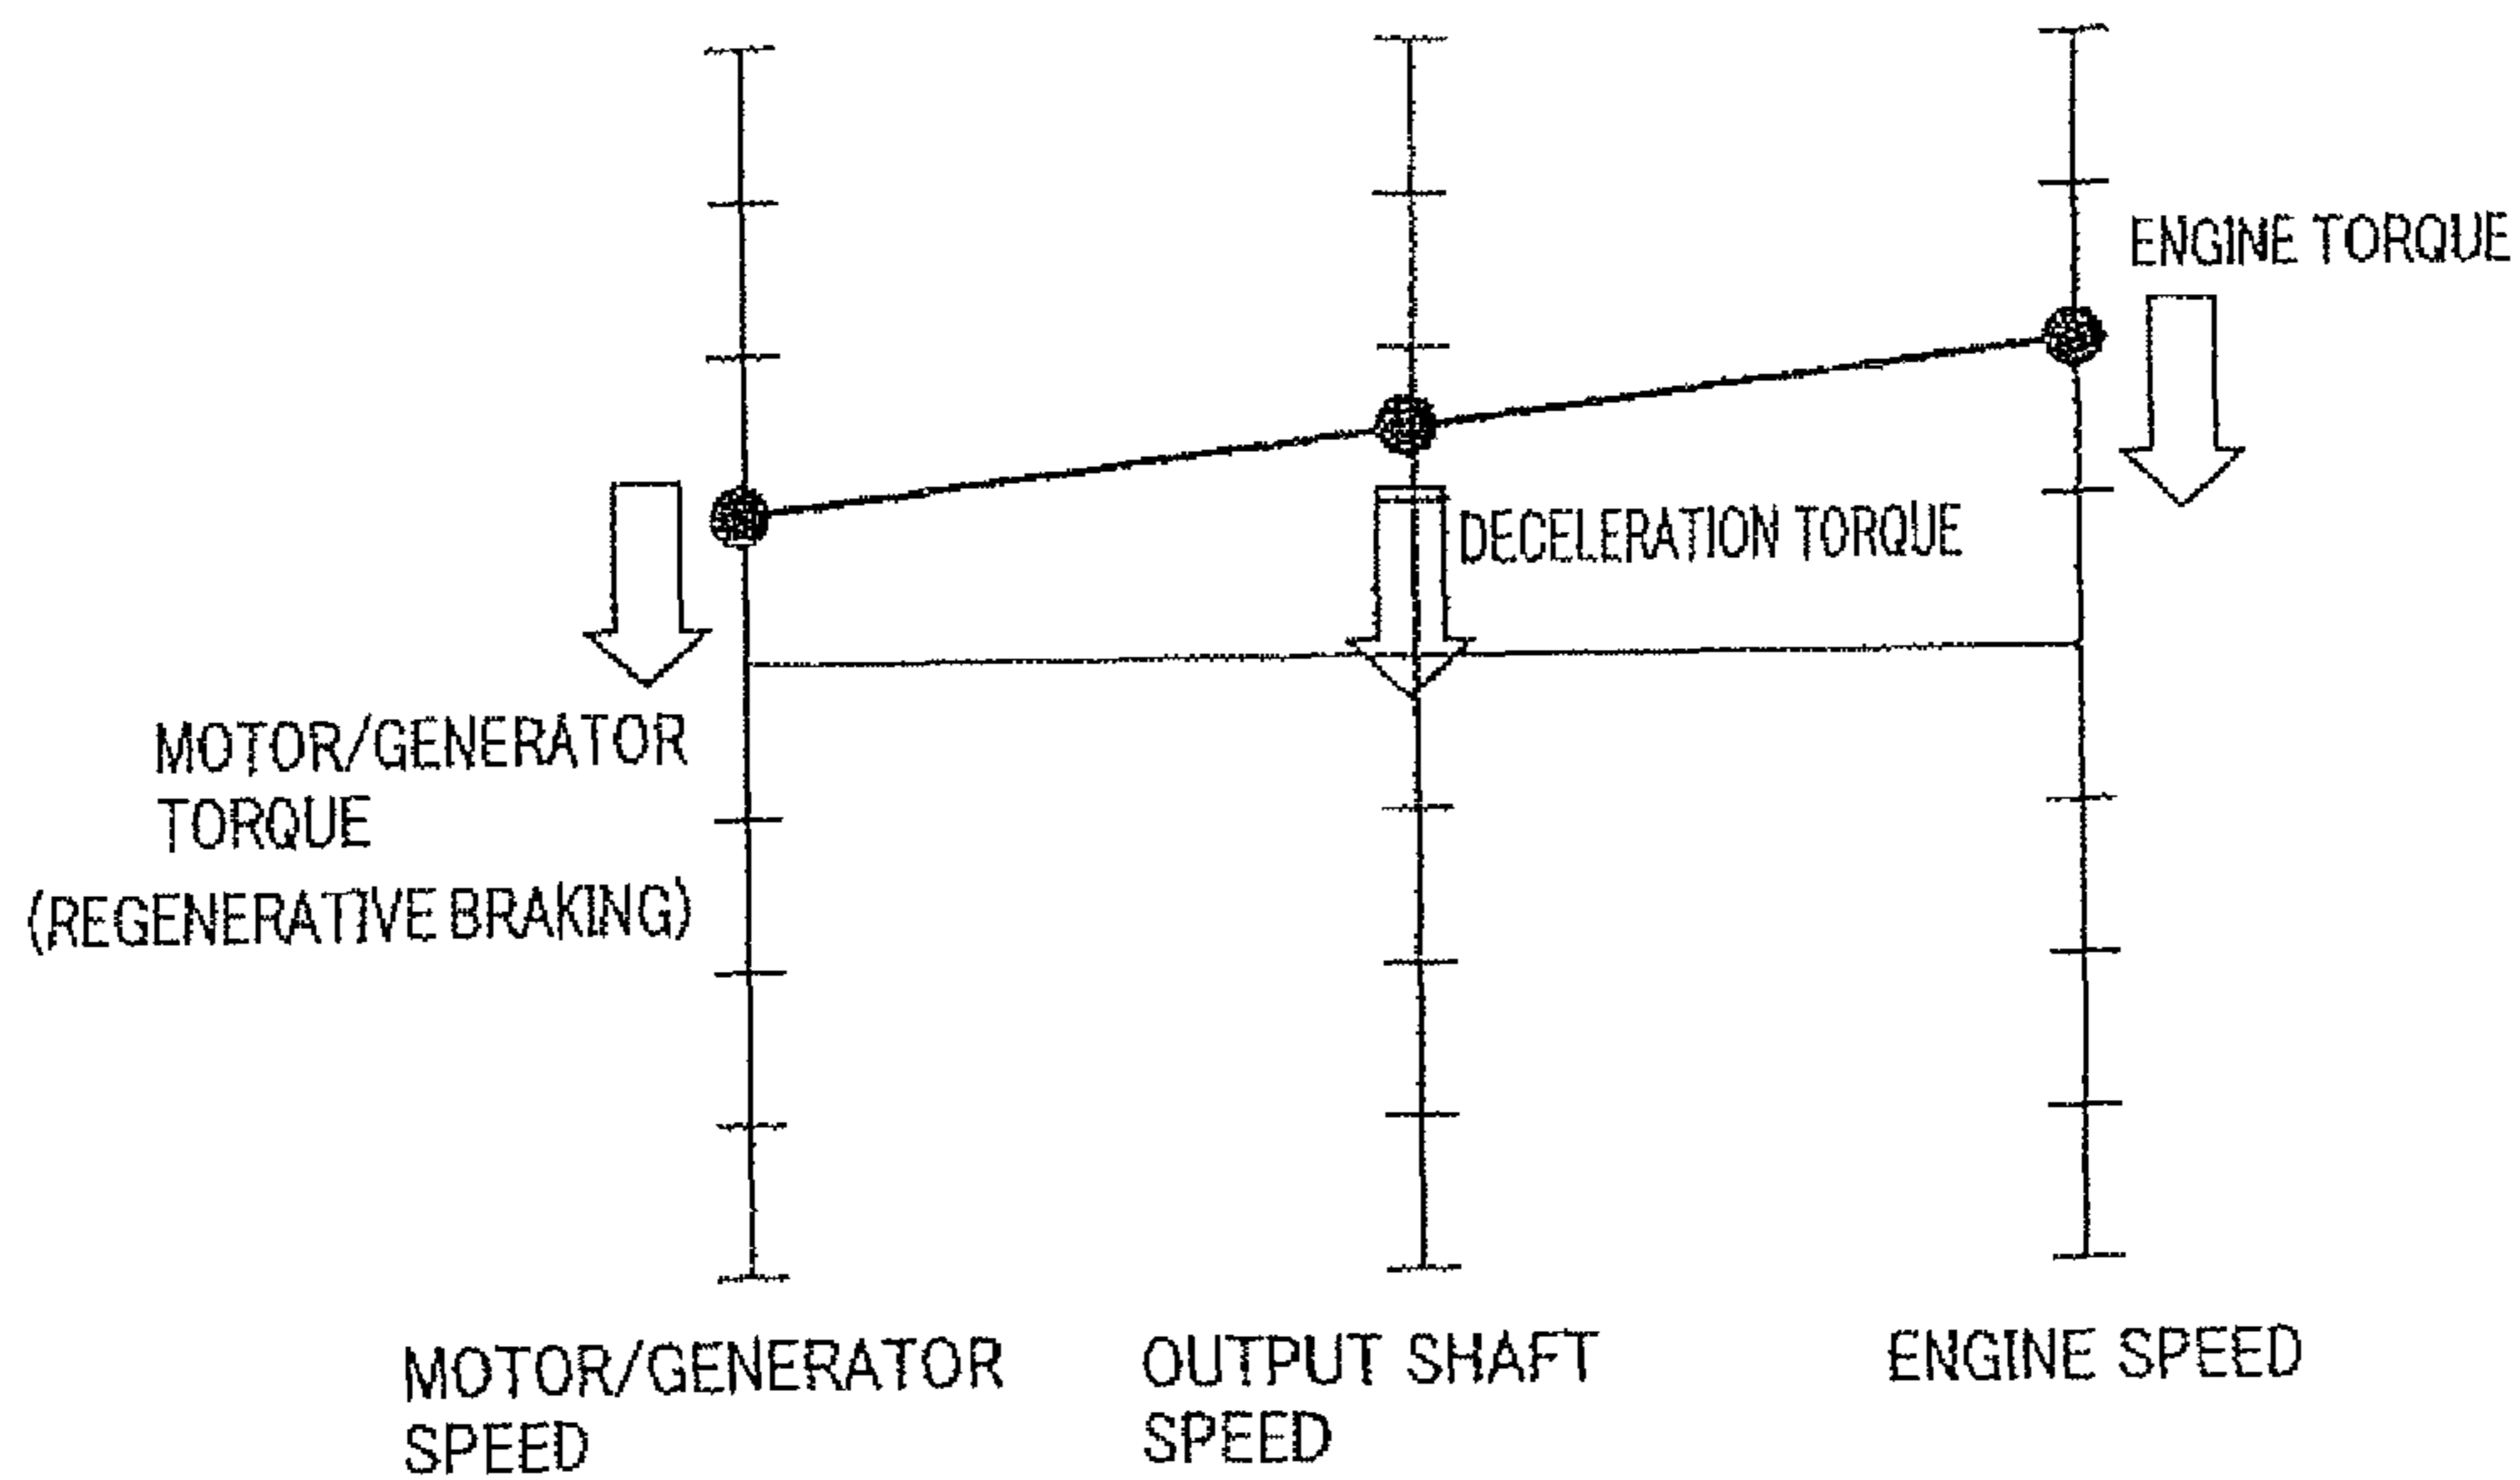 ENGINE TORQUE
DECELERATION TORQUE
MOTOR/GENERATOR
TORQUE
(REGENERATIVE BRAKING)
MOTOR/GENERATOR
SPEED
OUTPUT SHAFT
SPEED
ENGINE SPEED